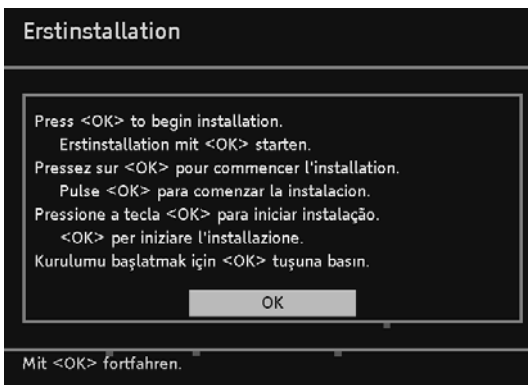 Erstinstallation
Press <OK> to begin installation.
Erstinstallation mit <OK> starten.
Pressez sur <OK> pour commencer l'installation.
Pulse <OK> para comenzar la instalacion.
Pressione a tecla <OK> para iniciar instalação.
<OK> per iniziare l'installazione.
Kurulumu başlatmak için <OK> tuşuna basın.
OK
Mit <OK> fortfahren.